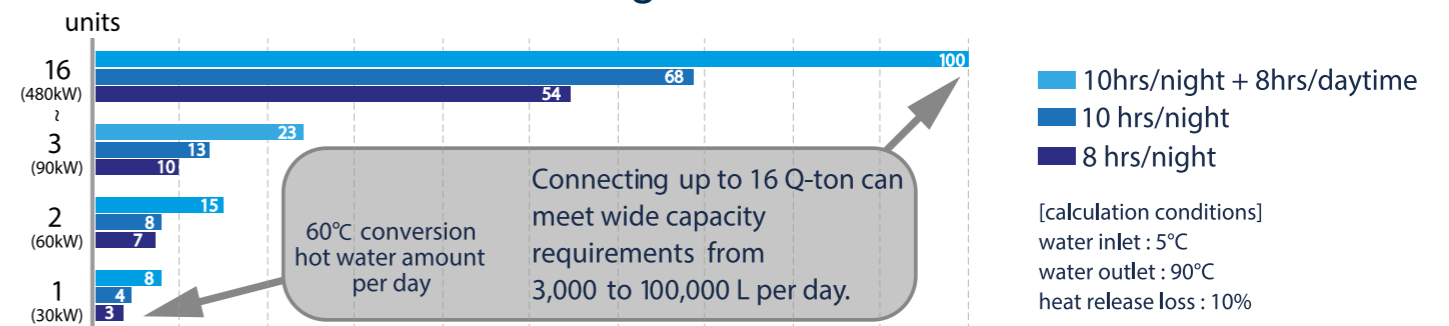 units
16
(480kW)
~
3
(90kW)
2
(60kW)
1
(30kW)
100
68
54
23
13
10
15
8
7
8
4
3
60℃ conversion
hot water amount
per day
Connecting up to 16 Q-ton can
meet wide capacity
requirements from
3,000 to 100,000 L per day.
10hrs/night + 8hrs/daytime
10 hrs/night
8 hrs/night
[calculation conditions]
water inlet : 5°C
water outlet : 90°C
heat release loss : 10%